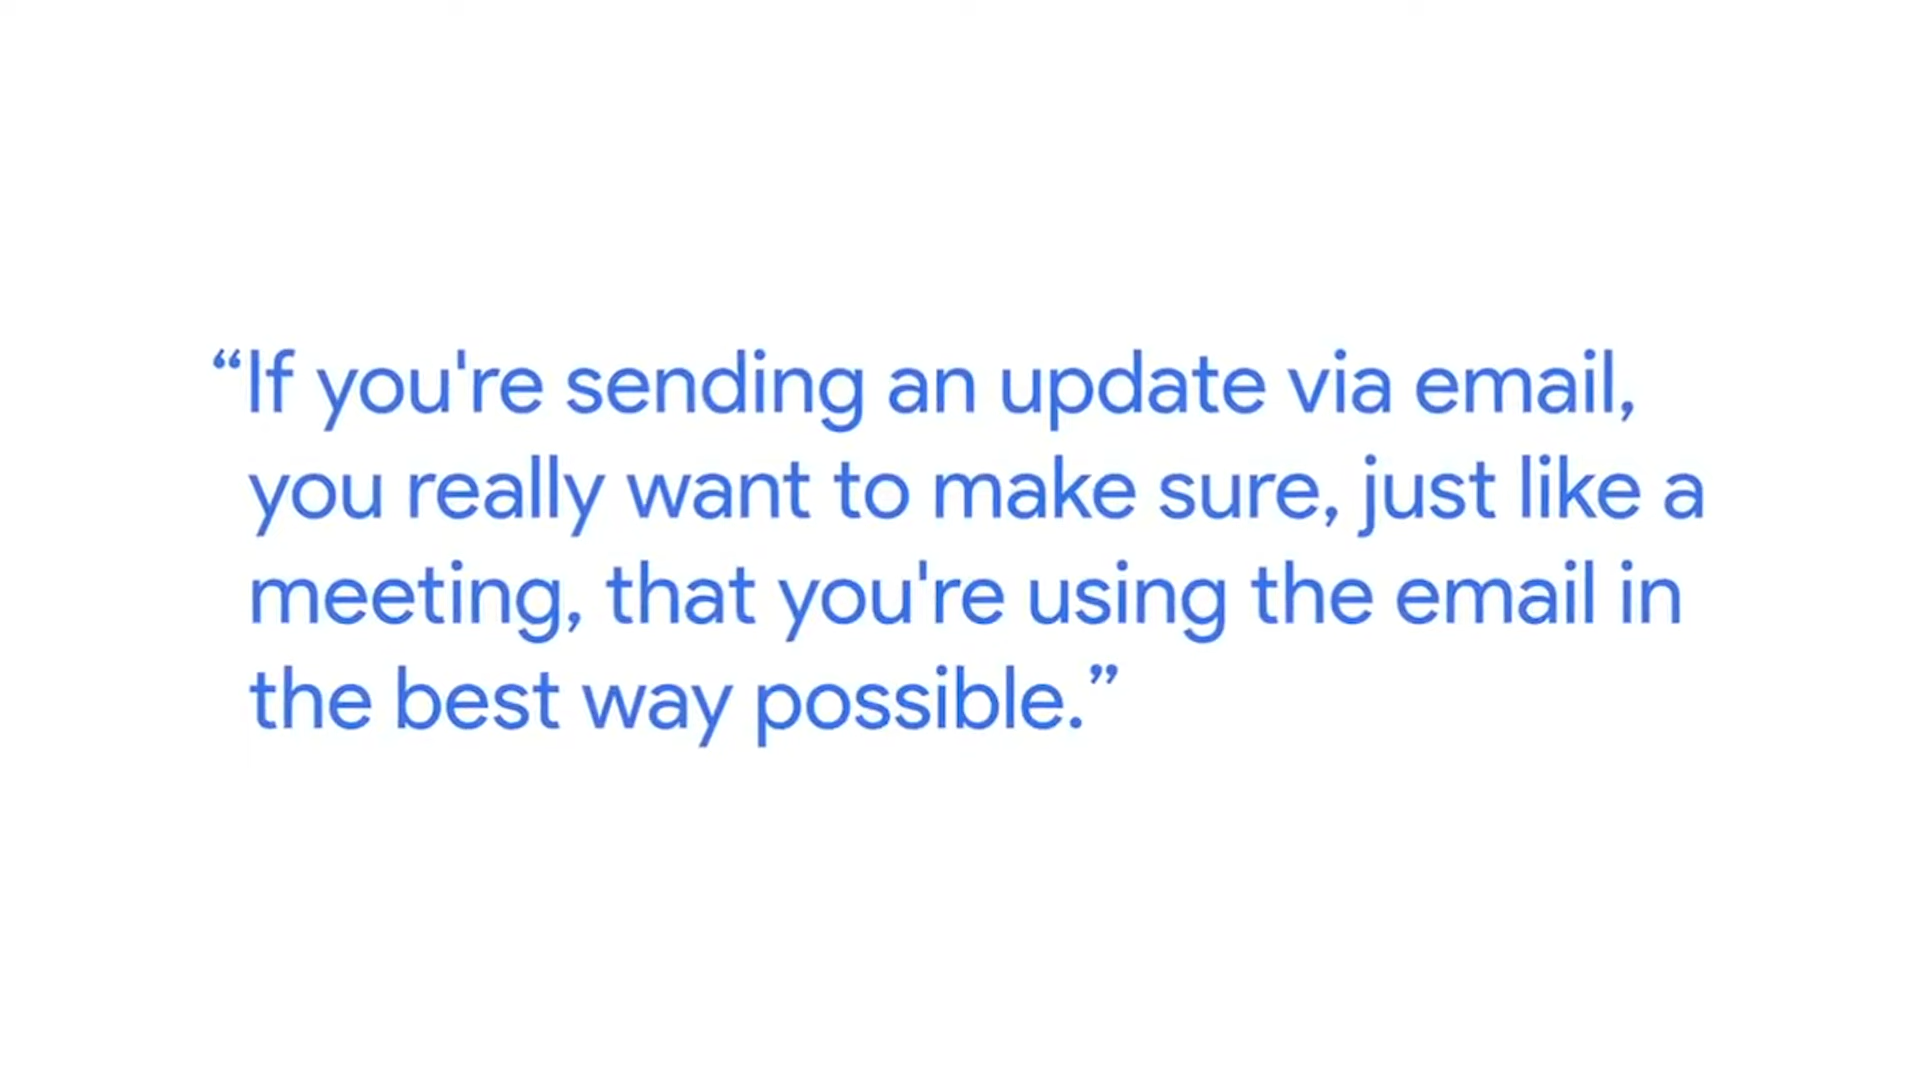 “If you're sending an update via email,
you really want to make sure, just like a
meeting, that you're using the email in
the best way possible.”